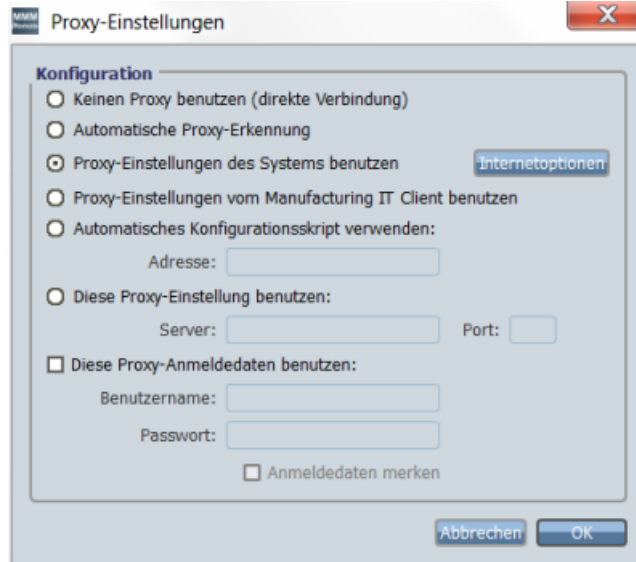 MMM
Proxy-Einstellungen
Konfiguration
Keinen Proxy benutzen (direkte Verbindung)
Automatische Proxy-Erkennung
Proxy-Einstellungen des Systems benutzen Internetoptionen
Proxy-Einstellungen vom Manufacturing IT Client benutzen
Automatisches Konfigurationsskript verwenden:
Adresse:
Diese Proxy-Einstellung benutzen:
Server: Port:
Diese Proxy-Anmeldedaten benutzen:
Benutzername:
Passwort:
Anmeldedaten merken
Abbrechen OK